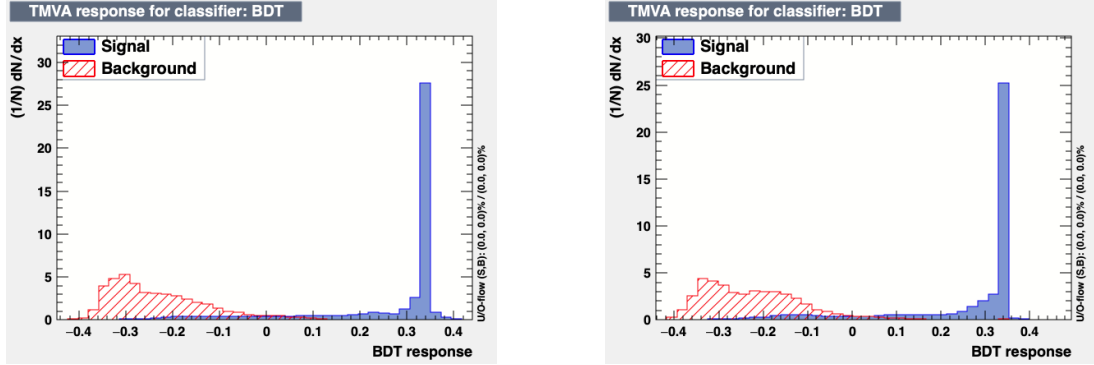 TMVA response for classifier: BDT
(1/N) dN/dx
Signal
Background
30
25
20
15
10
5
0
−0.4 −0.3 −0.2 −0.1 0 0.1 0.2 0.3 0.4
BDT response
U/O-flow (S,B): (0.0, 0.0)% / (0.0, 0.0)%
TMVA response for classifier: BDT
(1/N) dN/dx
Signal
Background
30
25
20
15
10
5
0
−0.4 −0.3 −0.2 −0.1 0 0.1 0.2 0.3 0.4
BDT response
U/O-flow (S,B): (0.0, 0.0)% / (0.0, 0.0)%